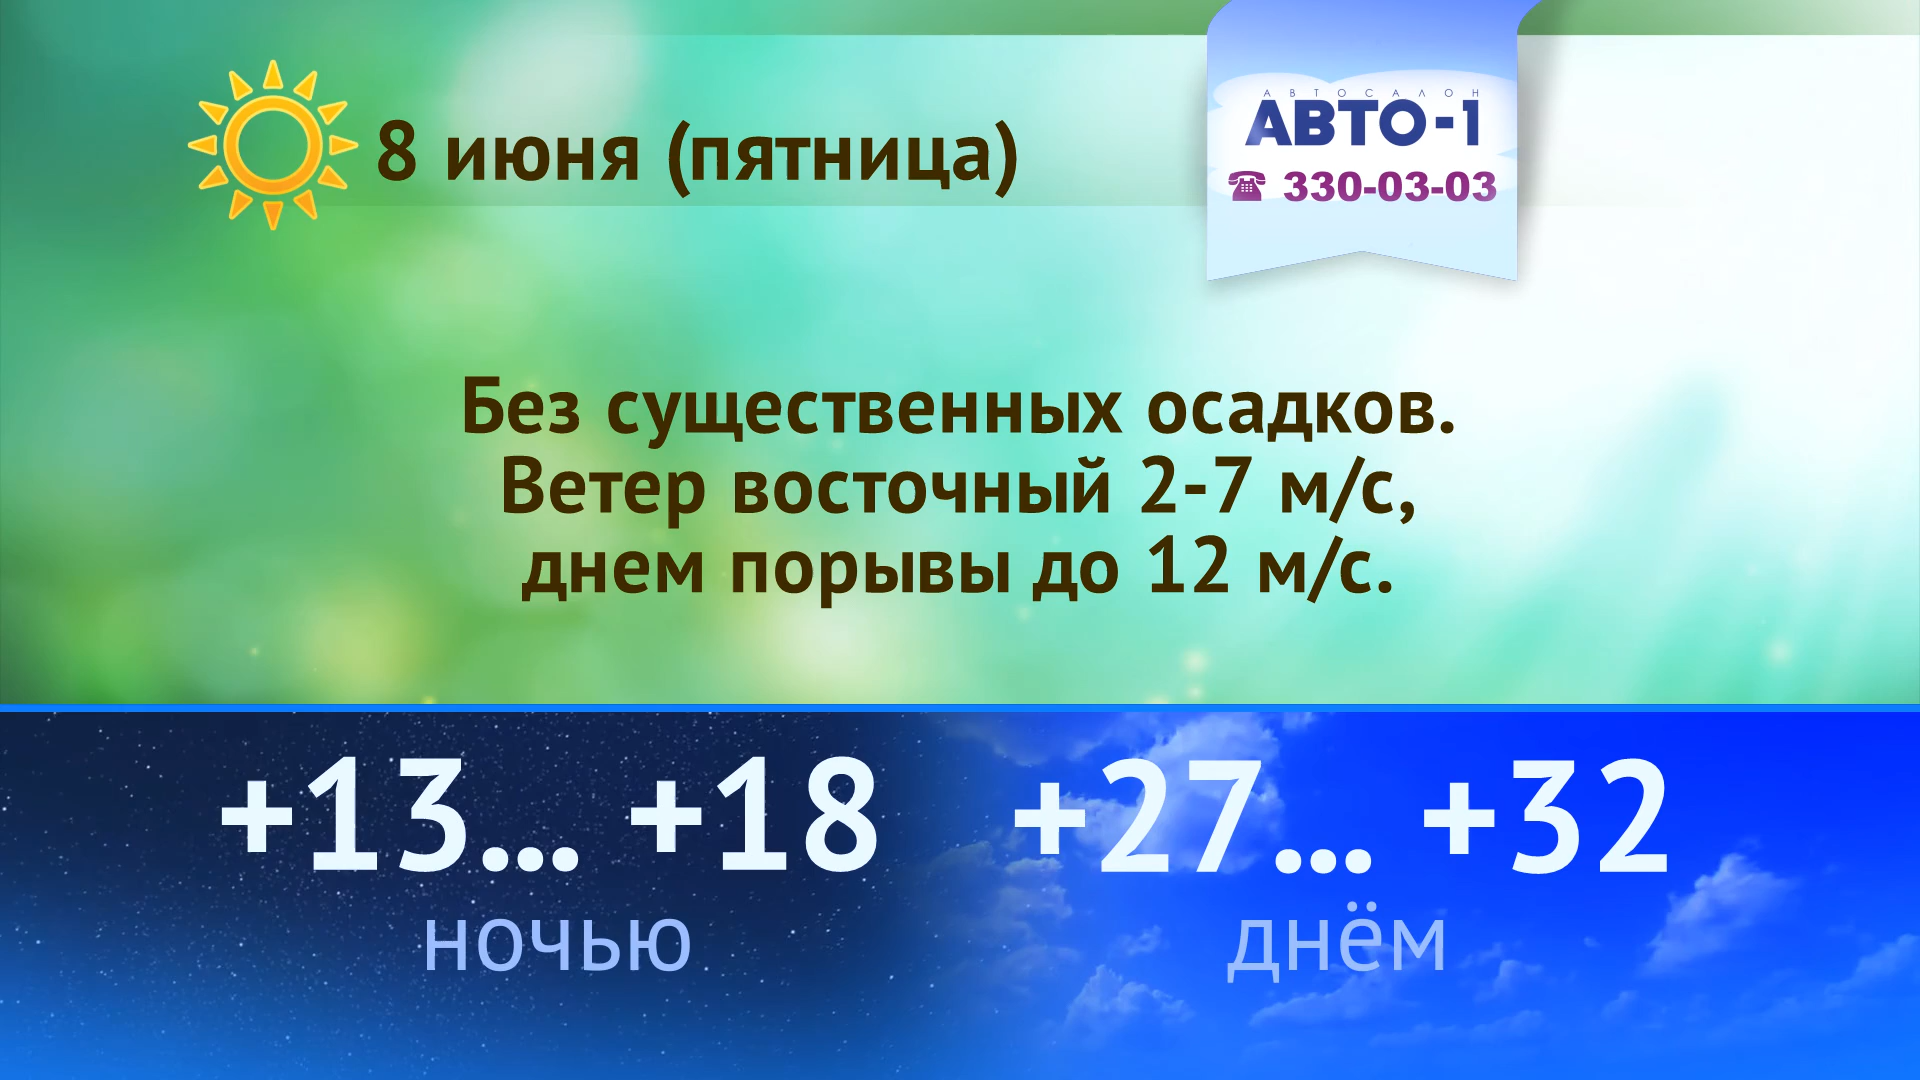 8 июня (пятница)
АВТОСАЛОН
АВТО-1
☎ 330-03-03
Без существенных осадков.
Ветер восточный 2-7 м/с,
днем порывы до 12 м/с.
+13... +18
ночью
+27... +32
днём